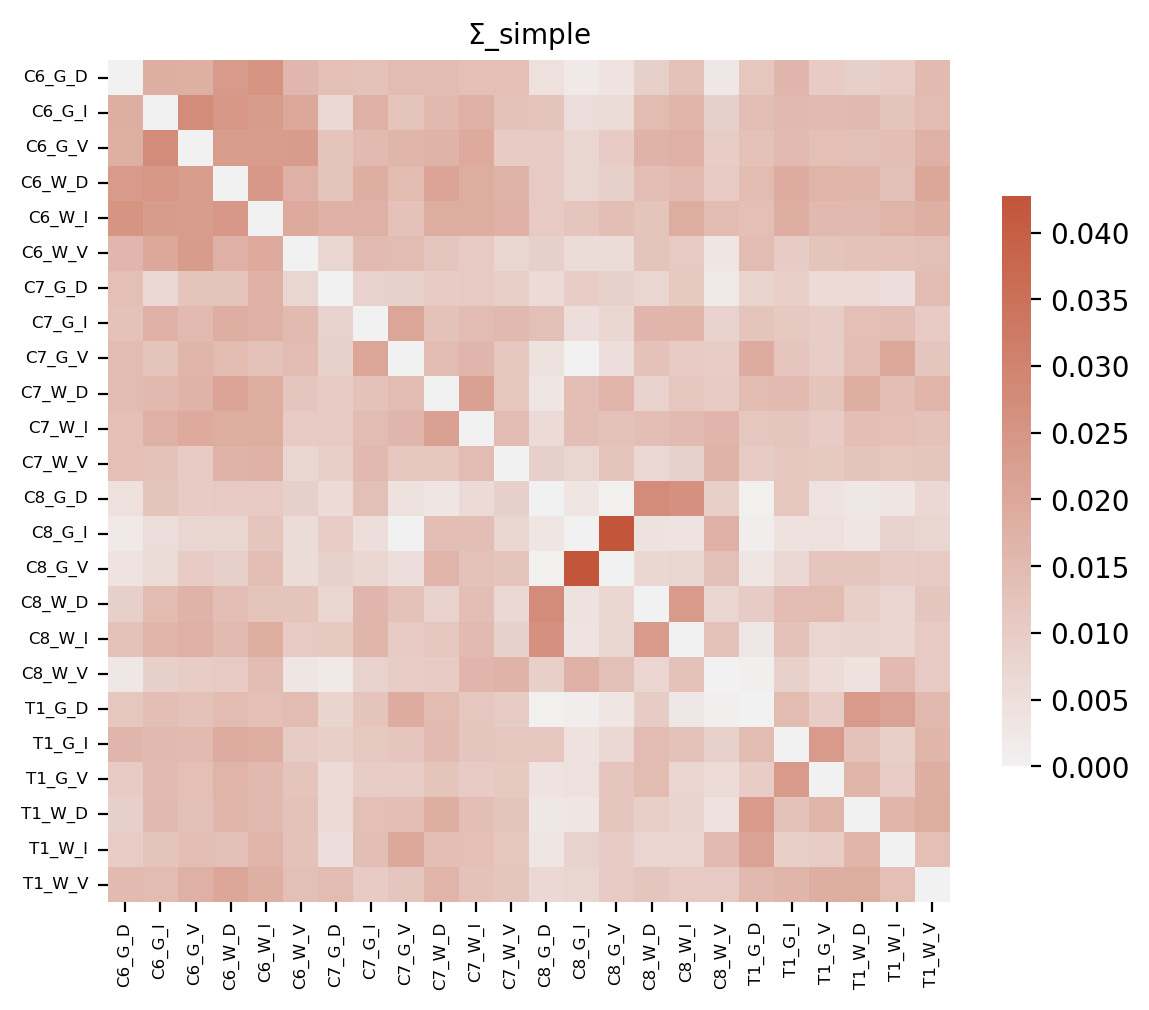 Σ_simple
C6_G_D
C6_G_I
C6_G_V
C6_W_D
C6_W_I
C6_W_V
C7_G_D
C7_G_I
C7_G_V
C7_W_D
C7_W_I
C7_W_V
C8_G_D
C8_G_I
C8_G_V
C8_W_D
C8_W_I
C8_W_V
T1_G_D
T1_G_I
T1_G_V
T1_W_D
T1_W_I
T1_W_V
C6_G_D
C6_G_I
C6_G_V
C6_W_D
C6_W_I
C6_W_V
C7_G_D
C7_G_I
C7_G_V
C7_W_D
C7_W_I
C7_W_V
C8_G_D
C8_G_I
C8_G_V
C8_W_D
C8_W_I
C8_W_V
T1_G_D
T1_G_I
T1_G_V
T1_W_D
T1_W_I
T1_W_V
0.040
0.035
0.030
0.025
0.020
0.015
0.010
0.005
0.000